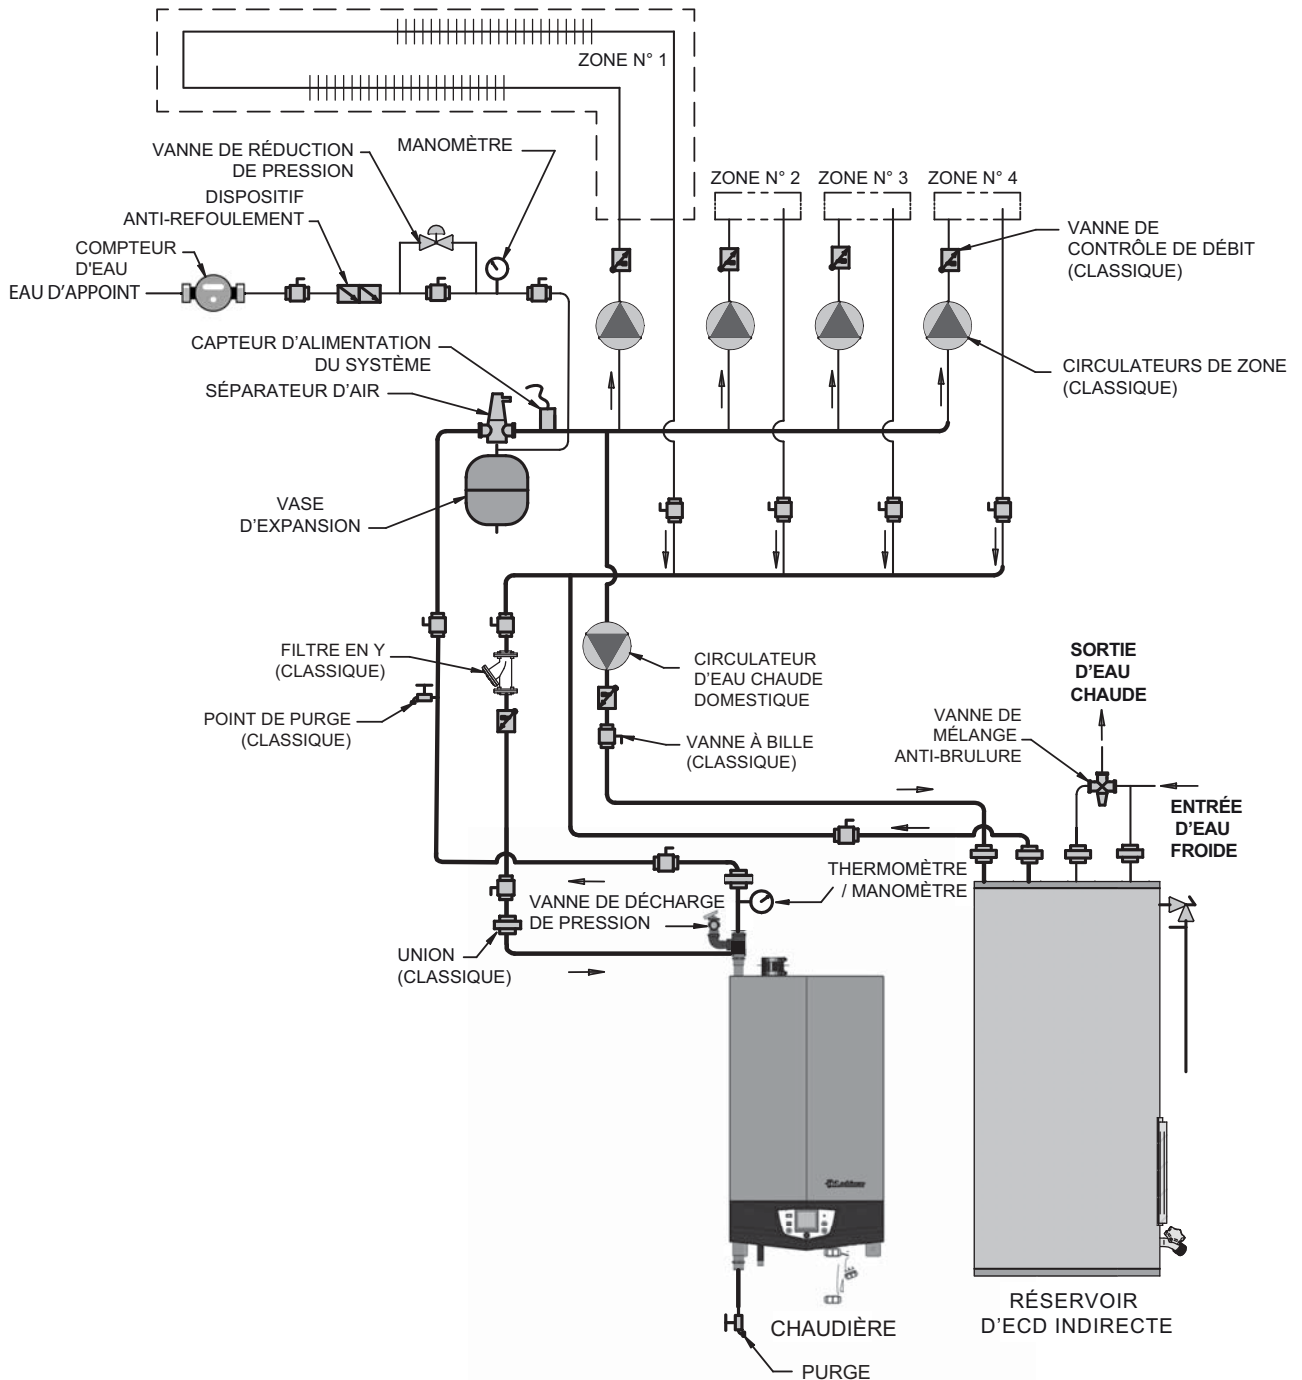 ZONE N° 1
VANNE DE RÉDUCTION
DE PRESSION
MANOMÈTRE
DISPOSITIF
ANTI-REFOULEMENT
COMPTEUR
D'EAU
EAU D'APPOINT
ZONE N° 2
ZONE N° 3
ZONE N° 4
VANNE DE
CONTRÔLE DE DÉBIT
(CLASSIQUE)
CAPTEUR D'ALIMENTATION
DU SYSTÈME
SÉPARATEUR D'AIR
CIRCULATEURS DE ZONE
(CLASSIQUE)
VASE
D'EXPANSION
FILTRE EN Y
(CLASSIQUE)
POINT DE PURGE
(CLASSIQUE)
CIRCULATEUR
D'EAU CHAUDE
DOMESTIQUE
VANNE À BILLE
(CLASSIQUE)
SORTIE
D'EAU
CHAUDE
VANNE DE
MÉLANGE
ANTI-BRULURE
ENTRÉE
D'EAU
FROIDE
THERMOMÈTRE
/ MANOMÈTRE
VANNE DE DÉCHARGE
DE PRESSION
UNION
(CLASSIQUE)
CHAUDIÈRE
PURGE
RÉSERVOIR
D'ECD INDIRECTE